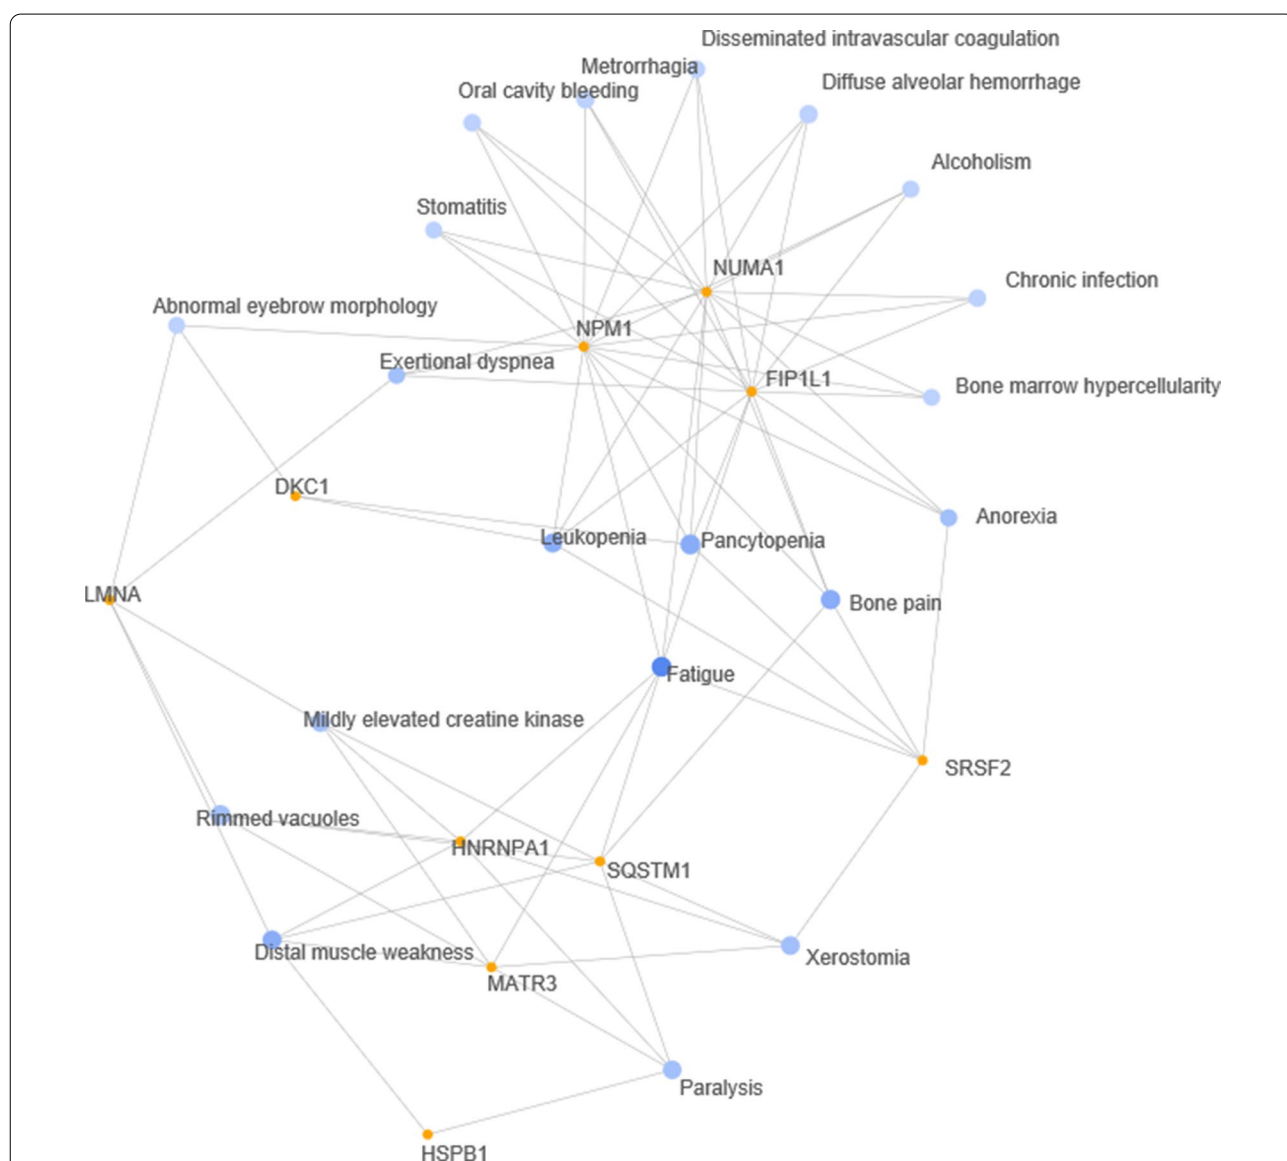 Disseminated intravascular coagulation
Metrorrhagia
Diffuse alveolar hemorrhage
Oral cavity bleeding
Alcoholism
Stomatitis
NUMA1
Chronic infection
Abnormal eyebrow morphology
NPM1
Exertional dyspnea
FIP1L1
Bone marrow hypercellularity
DKC1
Anorexia
Leukopenia
Pancytopenia
LMNA
Bone pain
Fatigue
Mildly elevated creatine kinase
SRSF2
Rimmed vacuoles
HNRNPA1
SQSTM1
Distal muscle weakness
Xerostomia
MATR3
Paralysis
HSPB1